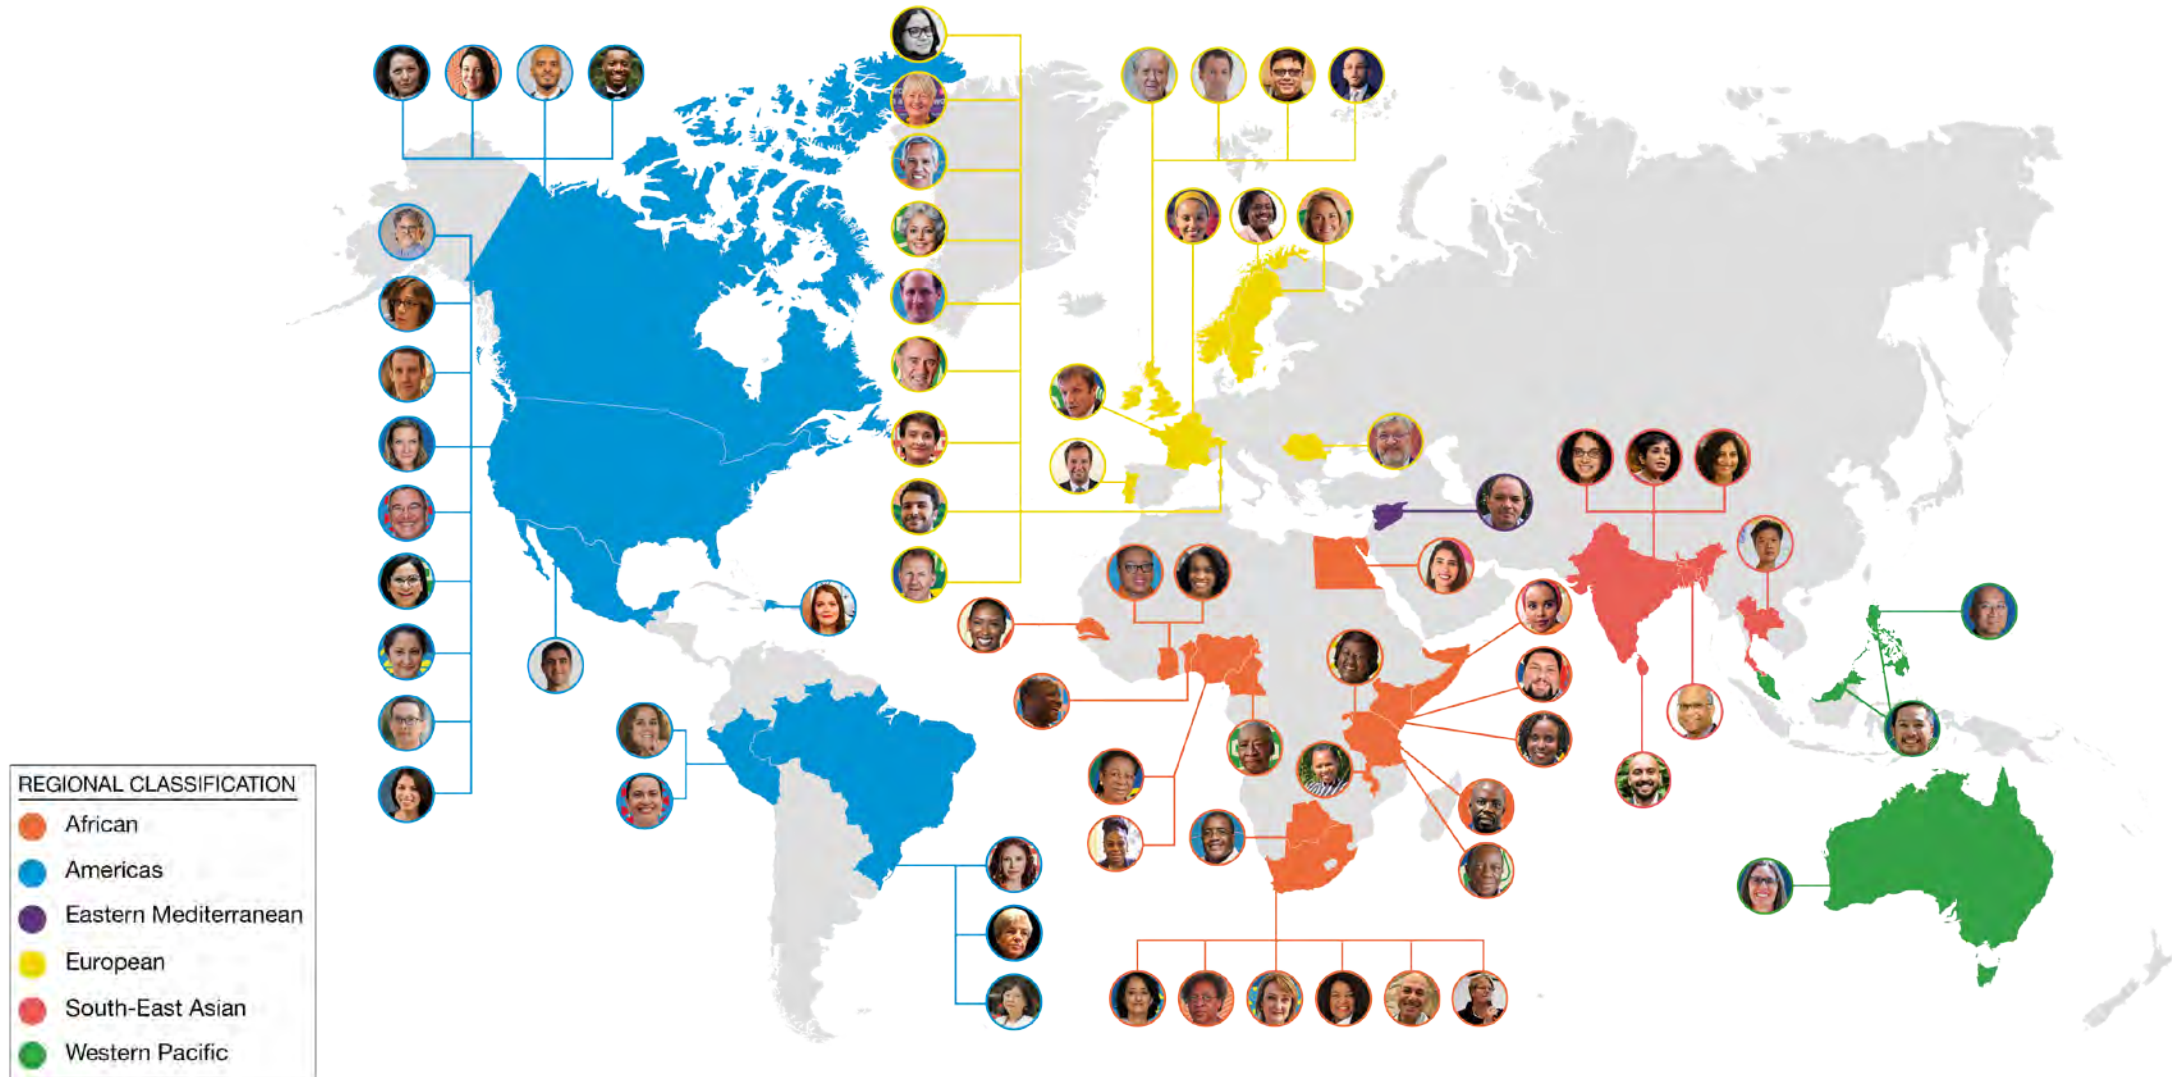 REGIONAL CLASSIFICATION
African
Americas
Eastern Mediterranean
European
South-East Asian
Western Pacific